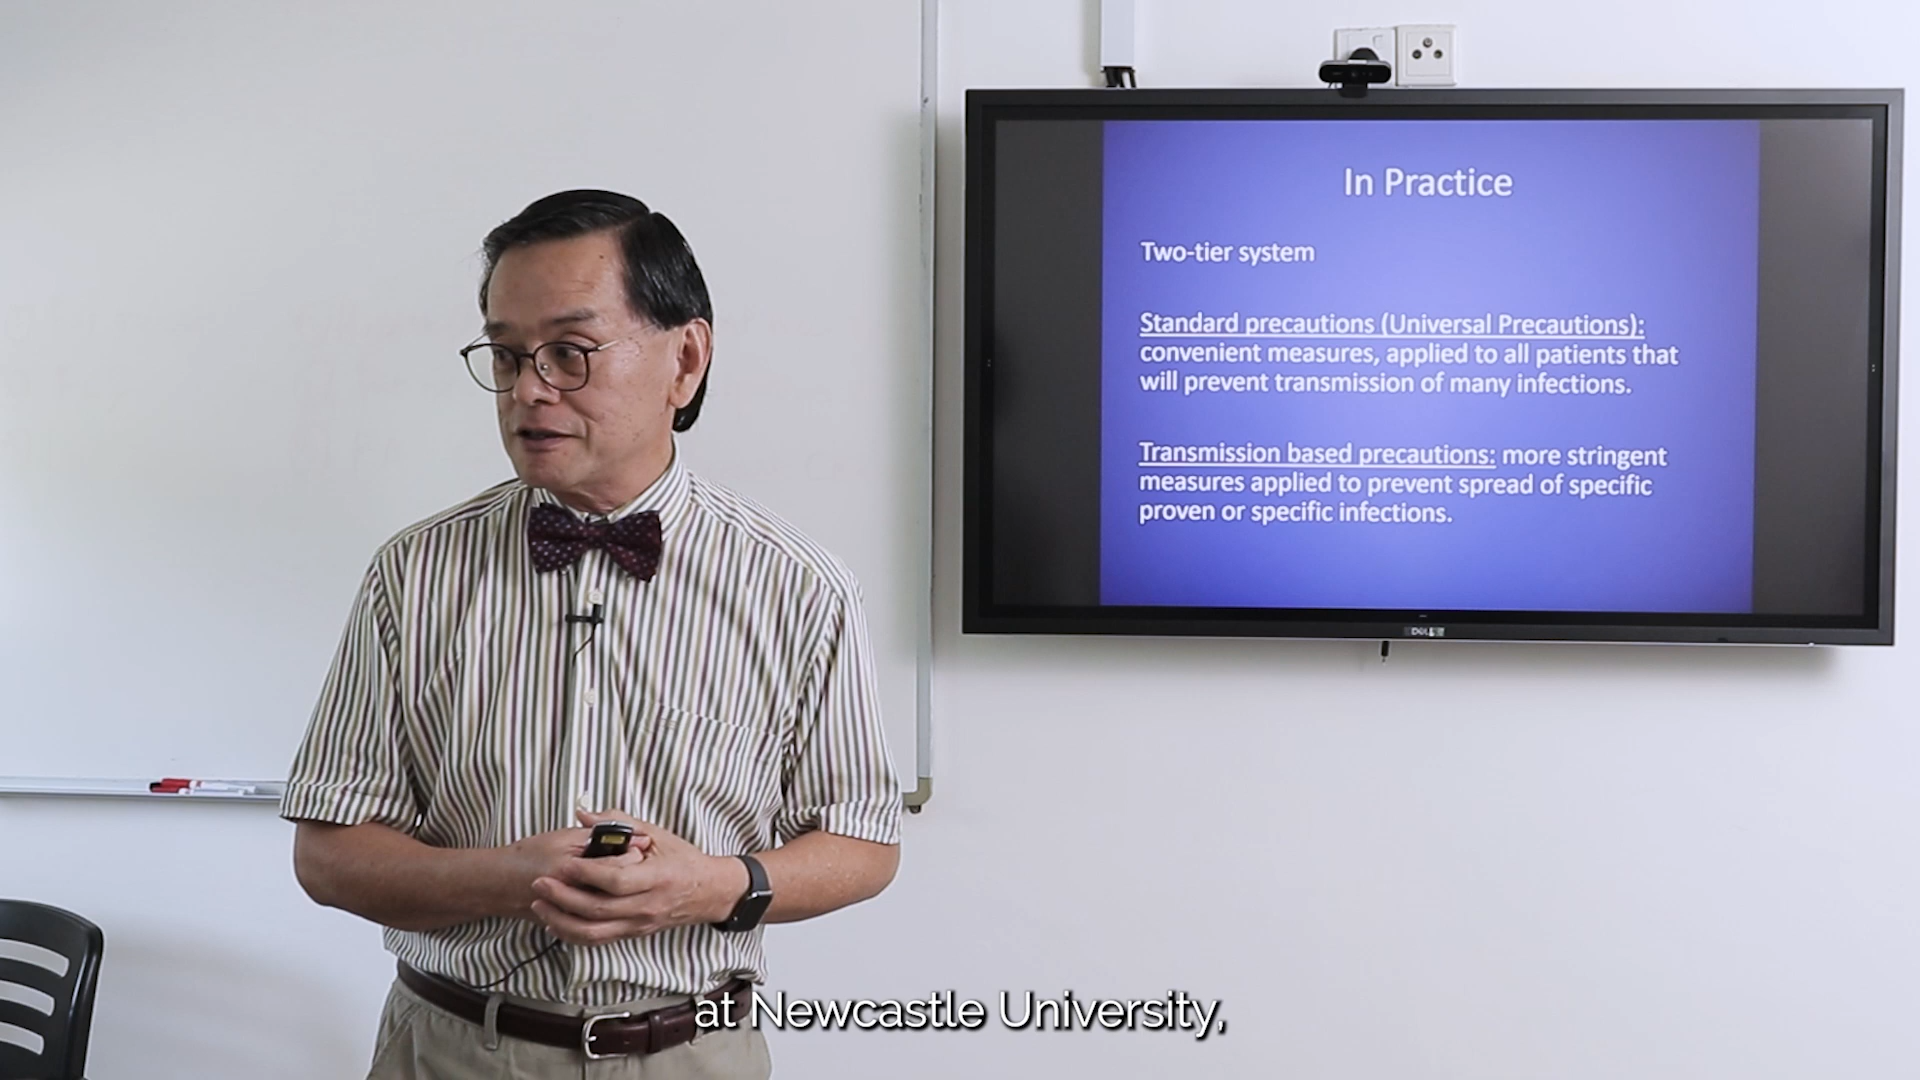 In Practice
Two-tier system
Standard precautions (Universal Precautions):
convenient measures, applied to all patients that
will prevent transmission of many infections.
Transmission based precautions: more stringent
measures applied to prevent spread of specific
proven or specific infections.
DELL
at Newcastle University,